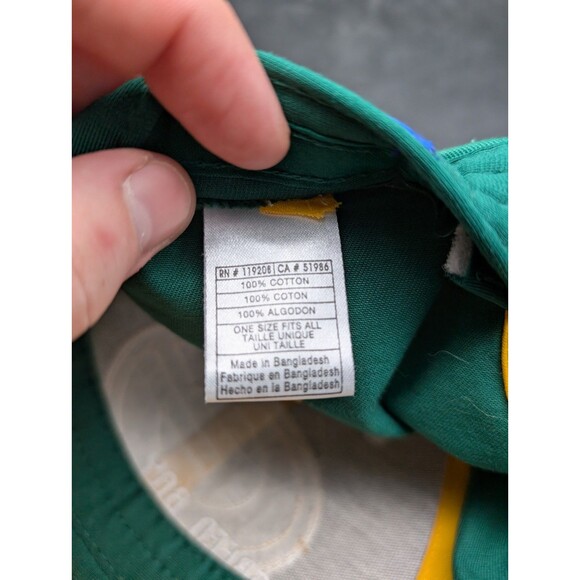 RN # 119208 | CA # 51986
100% COTTON
100% COTON
100% ALGODON
ONE SIZE FITS ALL
TAILLE UNIQUE
UNI TAILLE
Made in Bangladesh
Fabrique en Bangladesh
Hecho en la Bangladesh